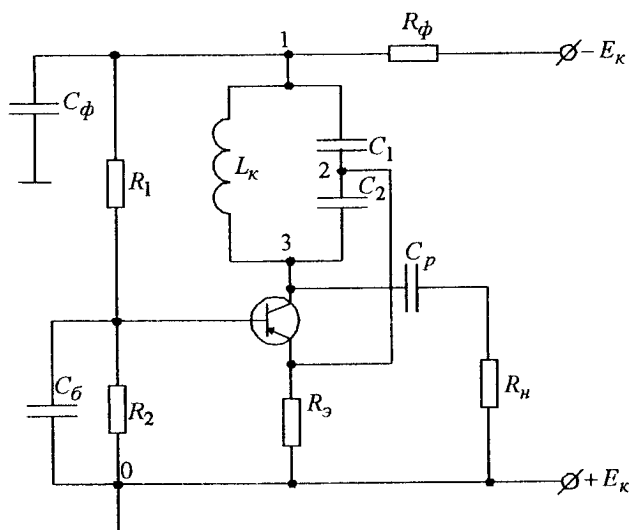 1
R_ф
− E_к
C_ф
R_1
L_к
C_1
2
C_2
3
C_р
C_б
R_2
R_э
R_н
0
+ E_к